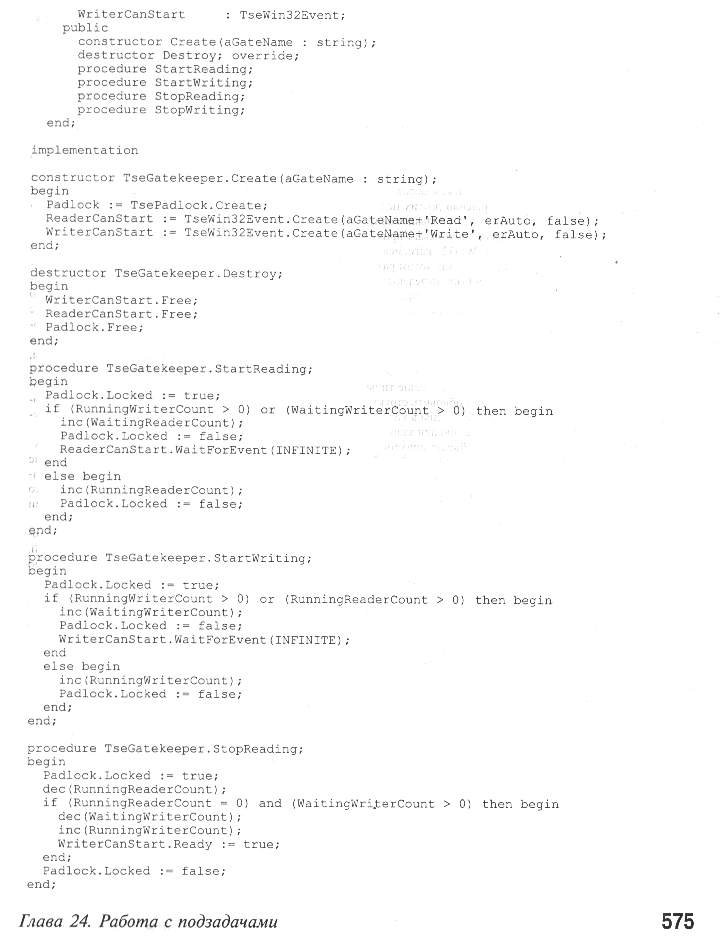 WriterCanStart : TseWin32Event;
public
constructor Create(aGateName : string);
destructor Destroy; override;
procedure StartReading;
procedure StartWriting;
procedure StopReading;
procedure StopWriting;
end;
implementation
constructor TseGatekeeper.Create(aGateName : string);
begin
Padlock := TsePadlock.Create;
ReaderCanStart := TseWin32Event.Create(aGateName+'Read', erAuto, false);
WriterCanStart := TseWin32Event.Create(aGateName+'Write', erAuto, false);
end;
destructor TseGatekeeper.Destroy;
begin
WriterCanStart.Free;
ReaderCanStart.Free;
Padlock.Free;
end;
procedure TseGatekeeper.StartReading;
begin
Padlock.Locked := true;
if (RunningWriterCount > 0) or (WaitingWriterCount > 0) then begin
inc(WaitingReaderCount);
Padlock.Locked := false;
ReaderCanStart.WaitForEvent(INFINITE);
end
else begin
inc(RunningReaderCount);
Padlock.Locked := false;
end;
end;
procedure TseGatekeeper.StartWriting;
begin
Padlock.Locked := true;
if (RunningWriterCount > 0) or (RunningReaderCount > 0) then begin
inc(WaitingWriterCount);
Padlock.Locked := false;
WriterCanStart.WaitForEvent(INFINITE);
end
else begin
inc(RunningWriterCount);
Padlock.Locked := false;
end;
end;
procedure TseGatekeeper.StopReading;
begin
Padlock.Locked := true;
dec(RunningReaderCount);
if (RunningReaderCount = 0) and (WaitingWriterCount > 0) then begin
dec(WaitingWriterCount);
inc(RunningWriterCount);
WriterCanStart.Ready := true;
end;
Padlock.Locked := false;
end;
Глава 24. Работа с подзадачами 575